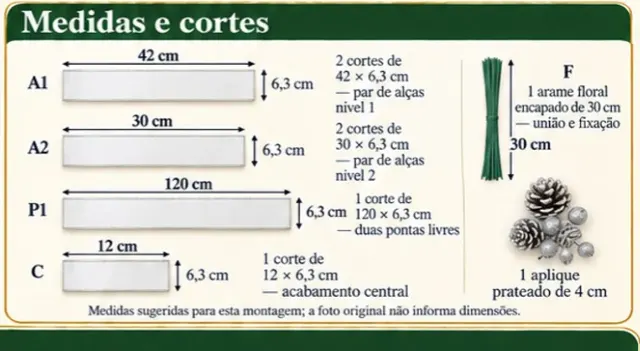 Medidas e cortes
A1
42 cm
6,3 cm
2 cortes de
42 × 6,3 cm
— par de alças
nível 1
A2
30 cm
6,3 cm
2 cortes de
30 × 6,3 cm
— par de alças
nível 2
P1
120 cm
6,3 cm
1 corte de
120 × 6,3 cm
— duas pontas livres
C
12 cm
6,3 cm
1 corte de
12 × 6,3 cm
— acabamento central
F
1 arame floral
encapado de 30 cm
— união e fixação
30 cm
1 aplique
prateado de 4 cm
Medidas sugeridas para esta montagem; a foto original não informa dimensões.